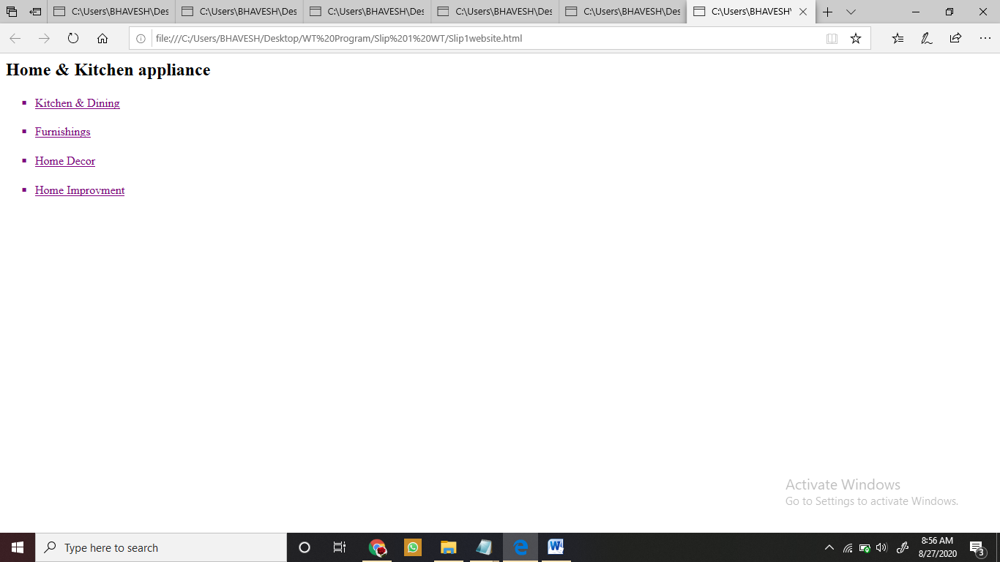 C:\Users\BHAVESH\Des C:\Users\BHAVESH\Des C:\Users\BHAVESH\Des C:\Users\BHAVESH\Des C:\Users\BHAVESH\Des C:\Users\BHAVESH\
file:///C:/Users/BHAVESH/Desktop/WT%20Program/Slip%201%20WT/Slip1website.html
Home & Kitchen appliance
Kitchen & Dining
Furnishings
Home Decor
Home Improvment
Activate Windows
Go to Settings to activate Windows.
Type here to search
8:56 AM
8/27/2020
3